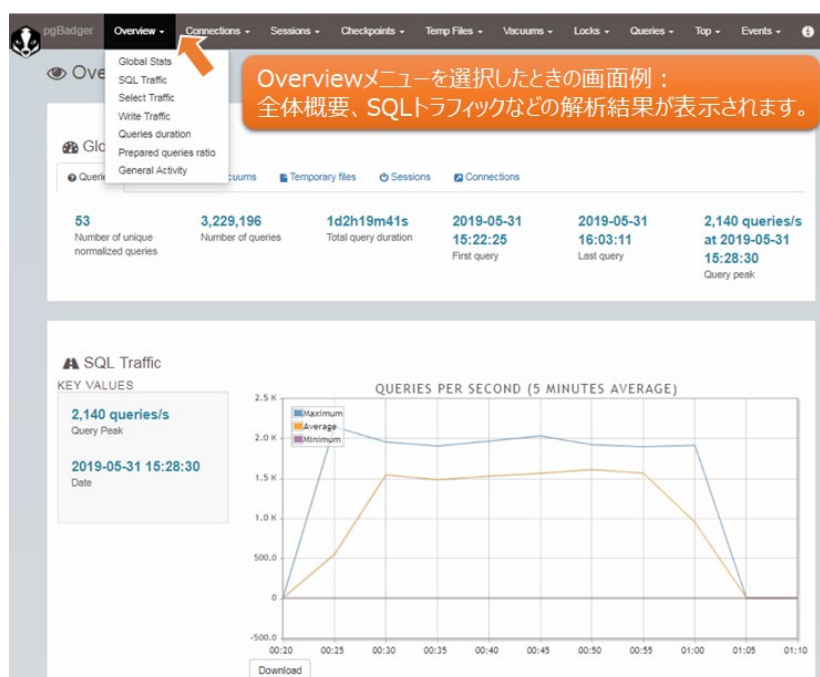 pgBadger Overview Connections Sessions Checkpoints Temp Files Vacuums Locks Queries Top Events
Global Stats
SQL Traffic
Select Traffic
Write Traffic
Queries duration
Prepared queries ratio
General Activity
Overviewメニューを選択したときの画面例：
全体概要、SQLトラフィックなどの解析結果が表示されます。
Temporary files Sessions Connections
53
Number of unique
normalized queries
3,229,196
Number of queries
1d2h19m41s
Total query duration
2019-05-31
15:22:25
First query
2019-05-31
16:03:11
Last query
2,140 queries/s
at 2019-05-31
15:28:30
Query peak
SQL Traffic
KEY VALUES
2,140 queries/s
Query Peak
2019-05-31 15:28:30
Date
QUERIES PER SECOND (5 MINUTES AVERAGE)
Maximum
Average
Minimum
2.5 K
2.0 K
1.5 K
1.0 K
500.0
0
-500.0
00:20 00:25 00:30 00:35 00:40 00:45 00:50 00:55 01:00 01:05 01:10
Download